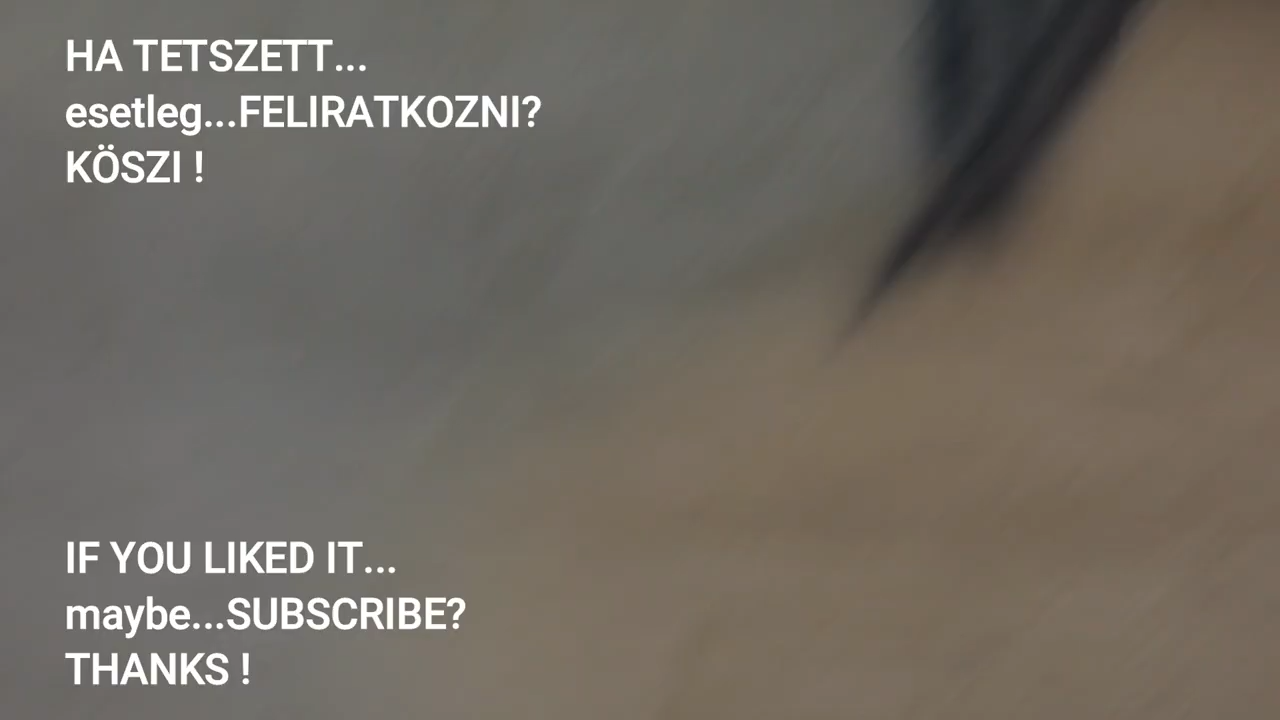 HA TETSZETT...
esetleg...FELIRATKOZNI?
KÖSZI !
IF YOU LIKED IT...
maybe...SUBSCRIBE?
THANKS !